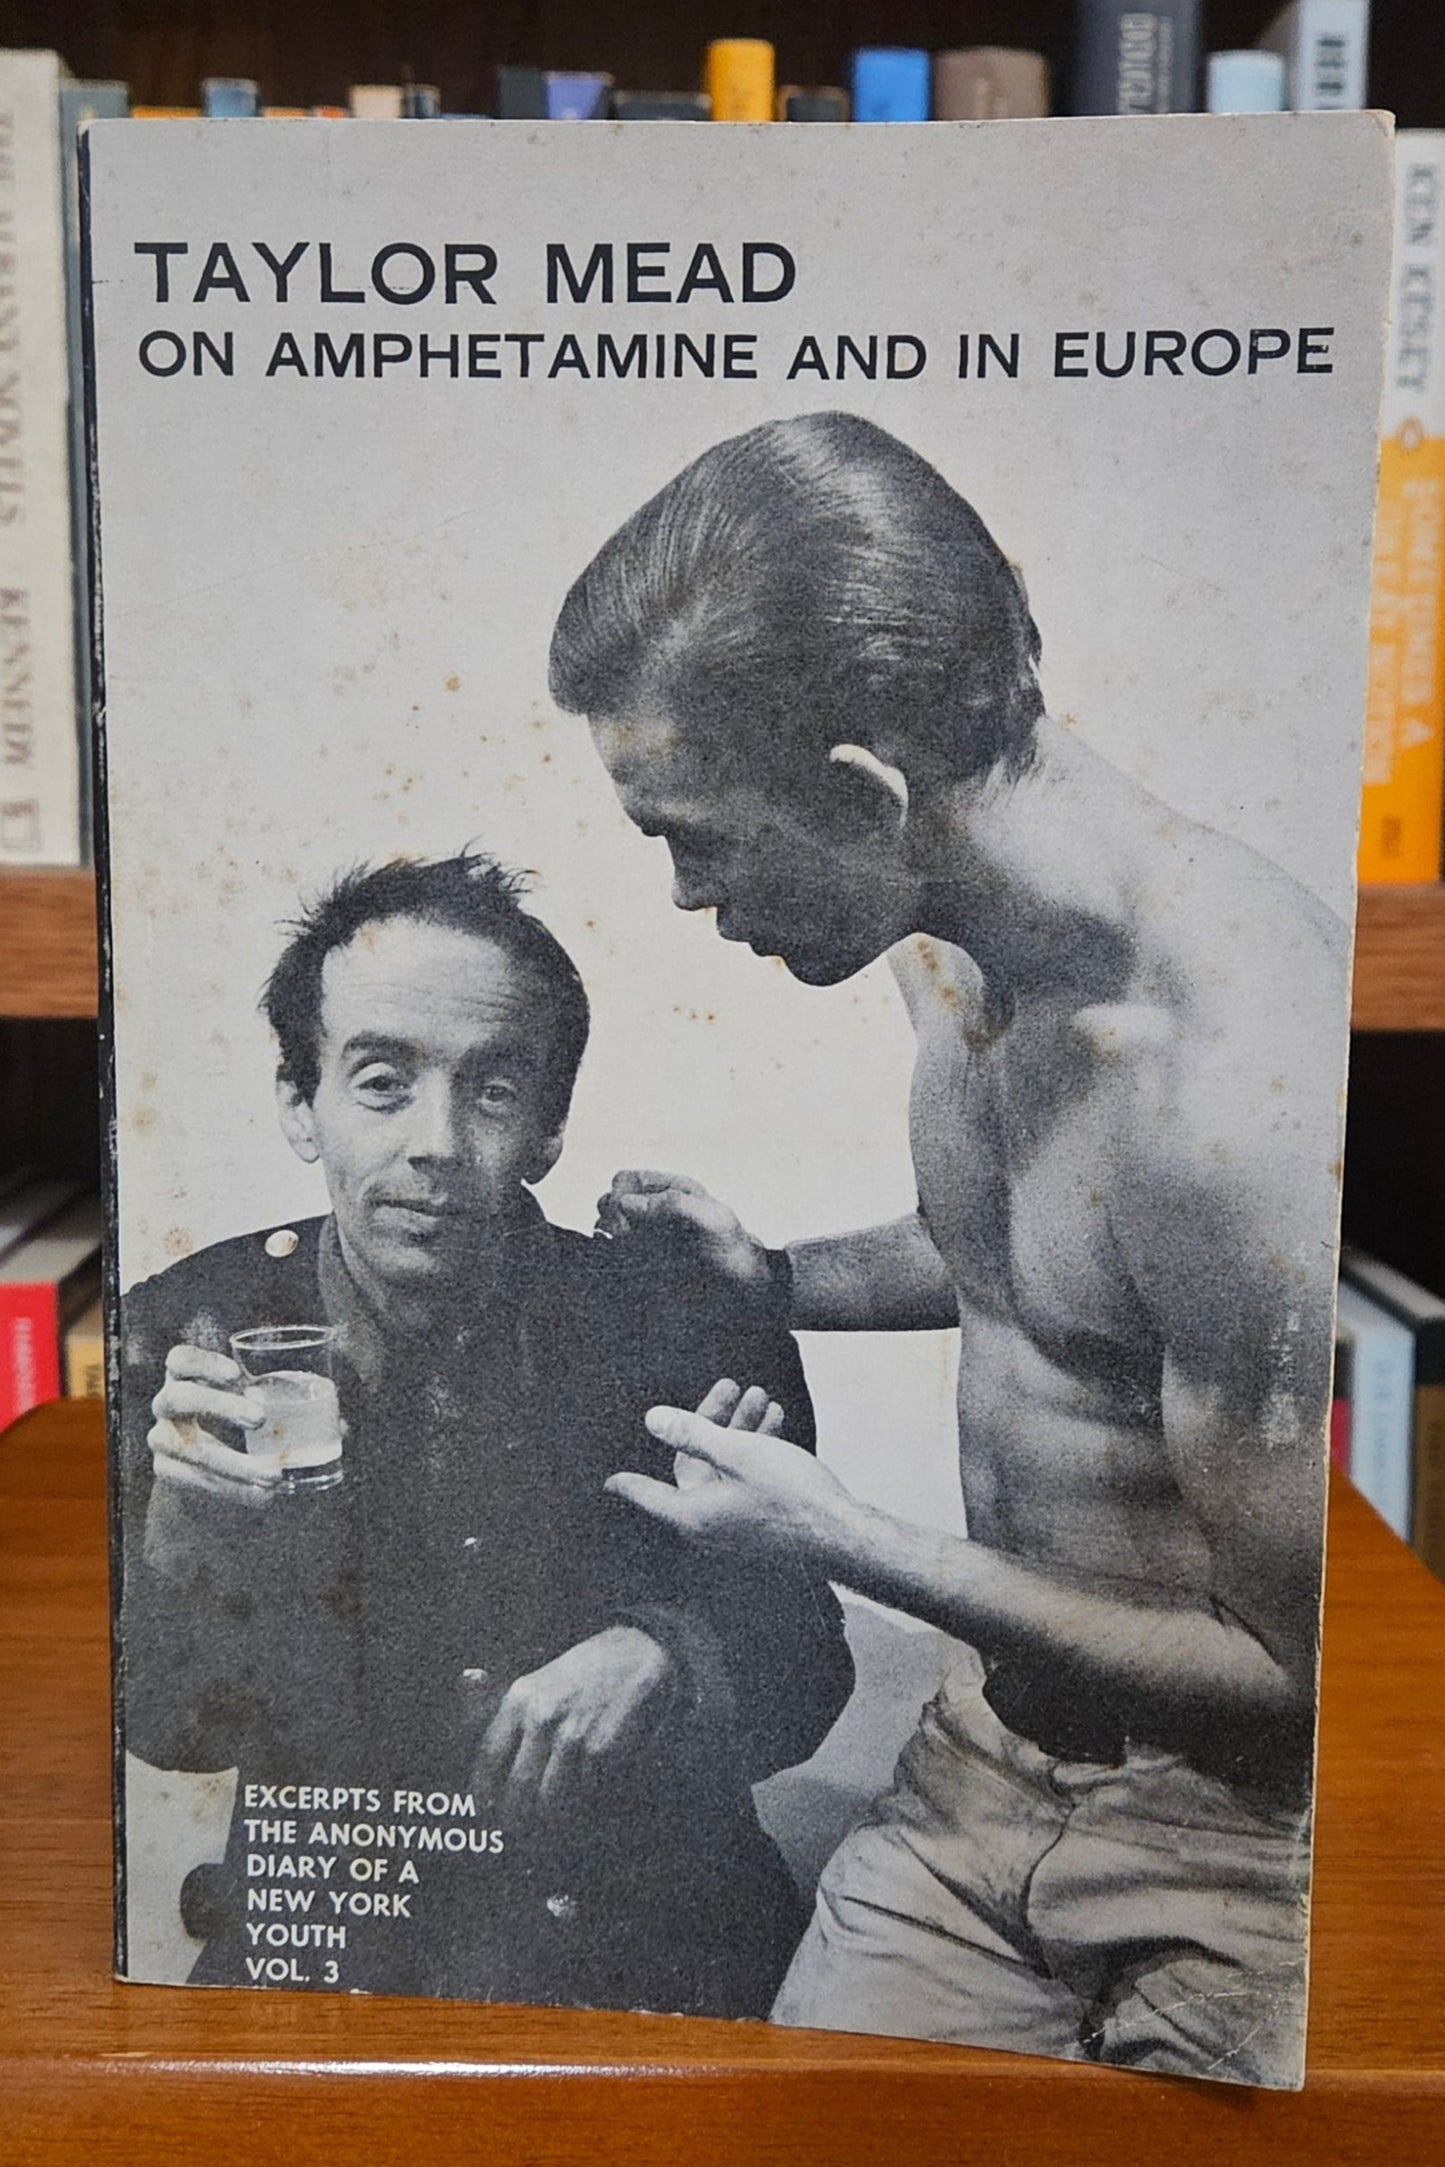 TAYLOR MEAD
ON AMPHETAMINE AND IN EUROPE
EXCERPTS FROM
THE ANONYMOUS
DIARY OF A
NEW YORK
YOUTH
VOL. 3
KEN KESEY
KENNEDY